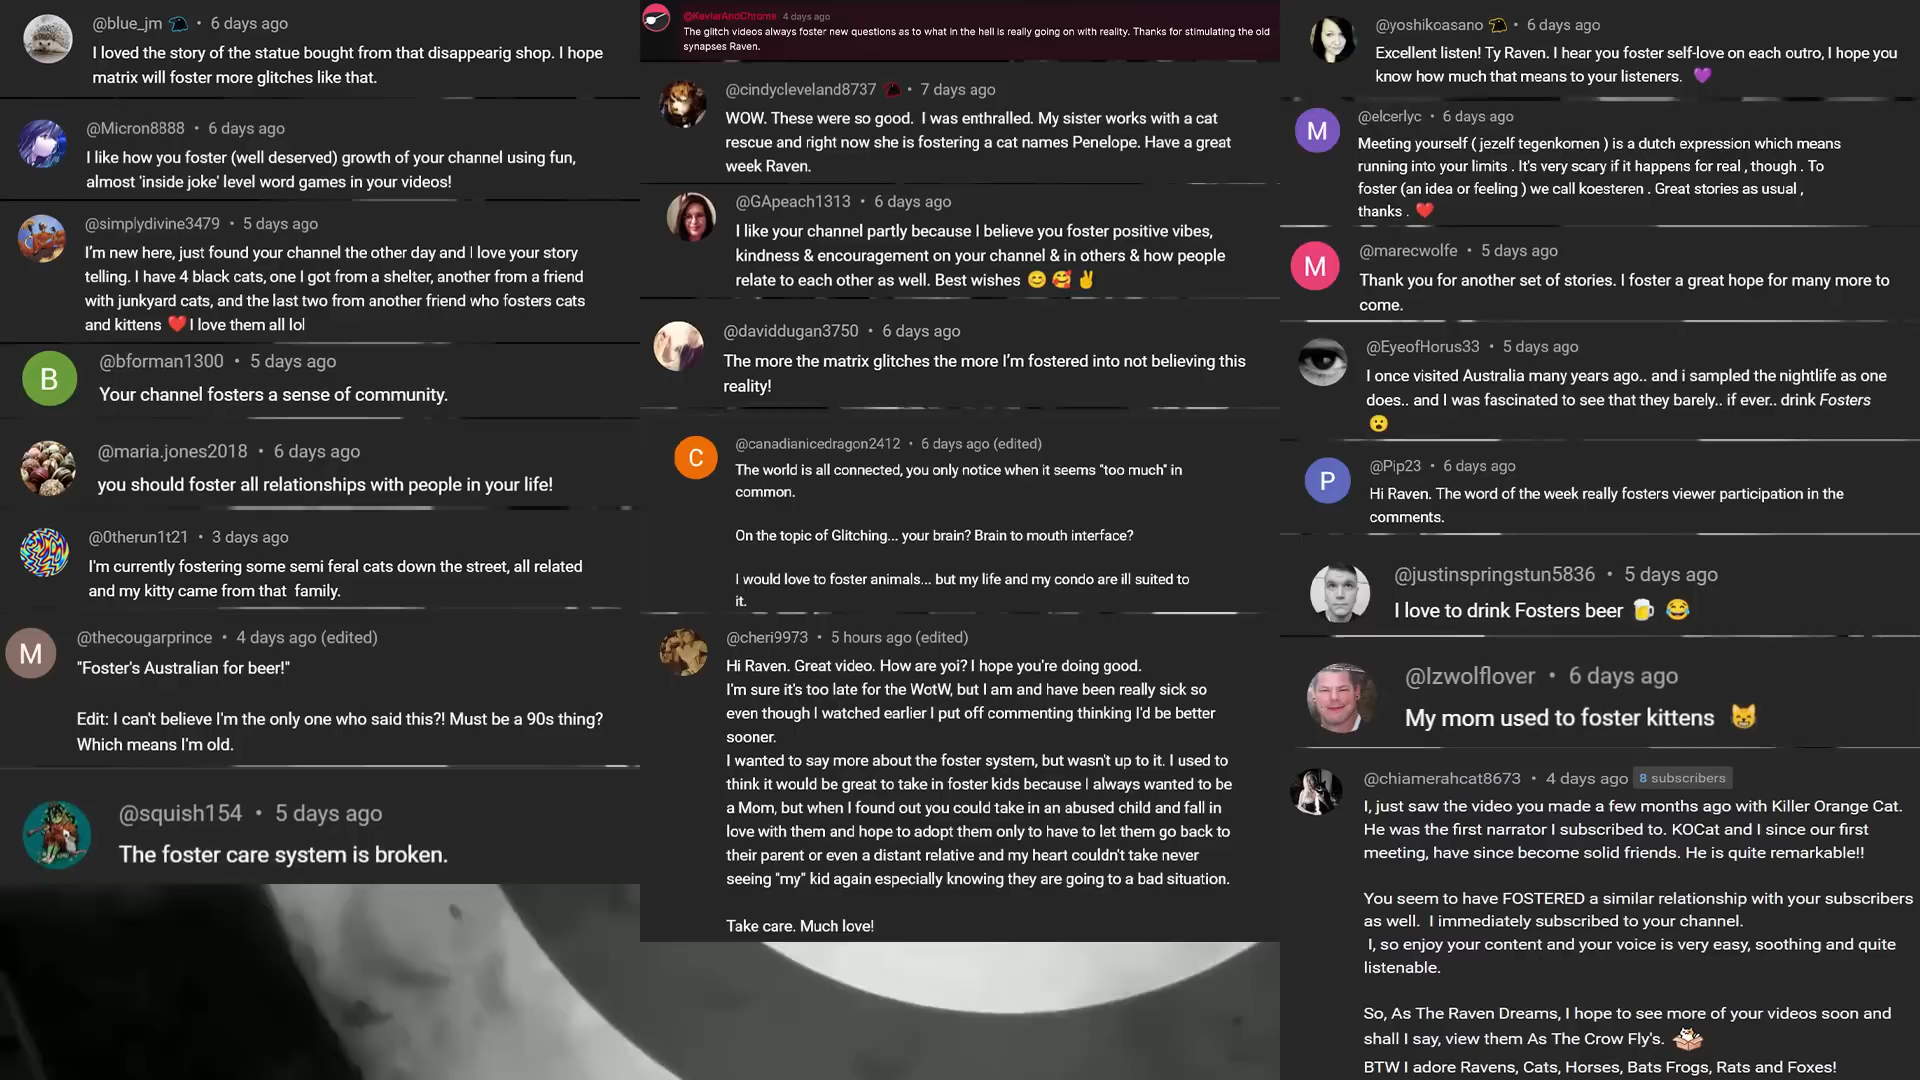 @blue_jm • 6 days ago
I loved the story of the statue bought from that disappearig shop. I hope
matrix will foster more glitches like that.
@Micron8888 • 6 days ago
I like how you foster (well deserved) growth of your channel using fun,
almost 'inside joke' level word games in your videos!
@simplydivine3479 • 5 days ago
I'm new here, just found your channel the other day and I love your story
telling. I have 4 black cats, one I got from a shelter, another from a friend
with junkyard cats, and the last two from another friend who fosters cats
and kittens ❤️ I love them all lol
B
@bforman1300 • 5 days ago
Your channel fosters a sense of community.
@maria.jones2018 • 6 days ago
you should foster all relationships with people in your life!
@0therun1t21 • 3 days ago
I'm currently fostering some semi feral cats down the street, all related
and my kitty came from that family.
M
@thecougarprince • 4 days ago (edited)
"Foster's Australian for beer!"
Edit: I can't believe I'm the only one who said this?! Must be a 90s thing?
Which means I'm old.
@squish154 • 5 days ago
The foster care system is broken.
@KevlarAndChrome 4 days ago
The glitch videos always foster new questions as to what in the hell is really going on with reality. Thanks for stimulating the old
synapses Raven.
@cindycleveland8737 • 7 days ago
WOW. These were so good. I was enthralled. My sister works with a cat
rescue and right now she is fostering a cat names Penelope. Have a great
week Raven.
@GApeach1313 • 6 days ago
I like your channel partly because I believe you foster positive vibes,
kindness & encouragement on your channel & in others & how people
relate to each other as well. Best wishes 😊 🥰 ✌️
@daviddugan3750 • 6 days ago
The more the matrix glitches the more I'm fostered into not believing this
reality!
C
@canadianicedragon2412 • 6 days ago (edited)
The world is all connected, you only notice when it seems "too much" in
common.
On the topic of Glitching... your brain? Brain to mouth interface?
I would love to foster animals... but my life and my condo are ill suited to
it.
@cheri9973 • 5 hours ago (edited)
Hi Raven. Great video. How are yoi? I hope you're doing good.
I'm sure it's too late for the WotW, but I am and have been really sick so
even though I watched earlier I put off commenting thinking I'd be better
sooner.
I wanted to say more about the foster system, but wasn't up to it. I used to
think it would be great to take in foster kids because I always wanted to be
a Mom, but when I found out you could take in an abused child and fall in
love with them and hope to adopt them only to have to let them go back to
their parent or even a distant relative and my heart couldn't take never
seeing "my" kid again especially knowing they are going to a bad situation.
Take care. Much love!
@yoshikoasano • 6 days ago
Excellent listen! Ty Raven. I hear you foster self-love on each outro, I hope you
know how much that means to your listeners. 💜
M
@elcerlyc • 6 days ago
Meeting yourself ( jezelf tegenkomen ) is a dutch expression which means
running into your limits . It's very scary if it happens for real , though . To
foster (an idea or feeling ) we call koesteren . Great stories as usual ,
thanks . ❤️
M
@marecwolfe • 5 days ago
Thank you for another set of stories. I foster a great hope for many more to
come.
@EyeofHorus33 • 5 days ago
I once visited Australia many years ago.. and i sampled the nightlife as one
does.. and I was fascinated to see that they barely.. if ever.. drink Fosters
😮
P
@Pip23 • 6 days ago
Hi Raven. The word of the week really fosters viewer participation in the
comments.
@justinspringstun5836 • 5 days ago
I love to drink Fosters beer 🍺 😂
@lzwolflover • 6 days ago
My mom used to foster kittens 😸
@chiamerahcat8673 • 4 days ago 8 subscribers
I, just saw the video you made a few months ago with Killer Orange Cat.
He was the first narrator I subscribed to. KOCat and I since our first
meeting, have since become solid friends. He is quite remarkable!!
You seem to have FOSTERED a similar relationship with your subscribers
as well. I immediately subscribed to your channel.
I, so enjoy your content and your voice is very easy, soothing and quite
listenable.
So, As The Raven Dreams, I hope to see more of your videos soon and
shall I say, view them As The Crow Fly's.
BTW I adore Ravens, Cats, Horses, Bats Frogs, Rats and Foxes!